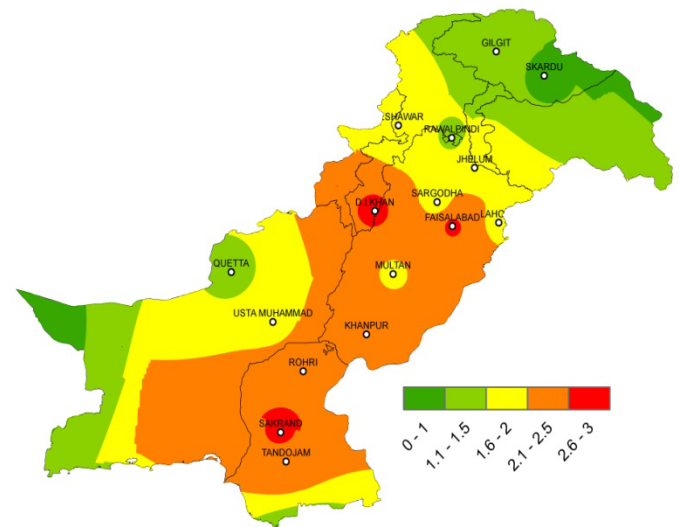 GILGIT
SKARDU
SHAWAR
RAWALPINDI
JHELUM
SARGODHA
D.I KHAN
FAISALABAD
LAHO
QUETTA
MULTAN
USTA MUHAMMAD
KHANPUR
ROHRI
SAKRAND
TANDOJAM
0 - 1
1.1 - 1.5
1.6 - 2
2.1 - 2.5
2.6 - 3